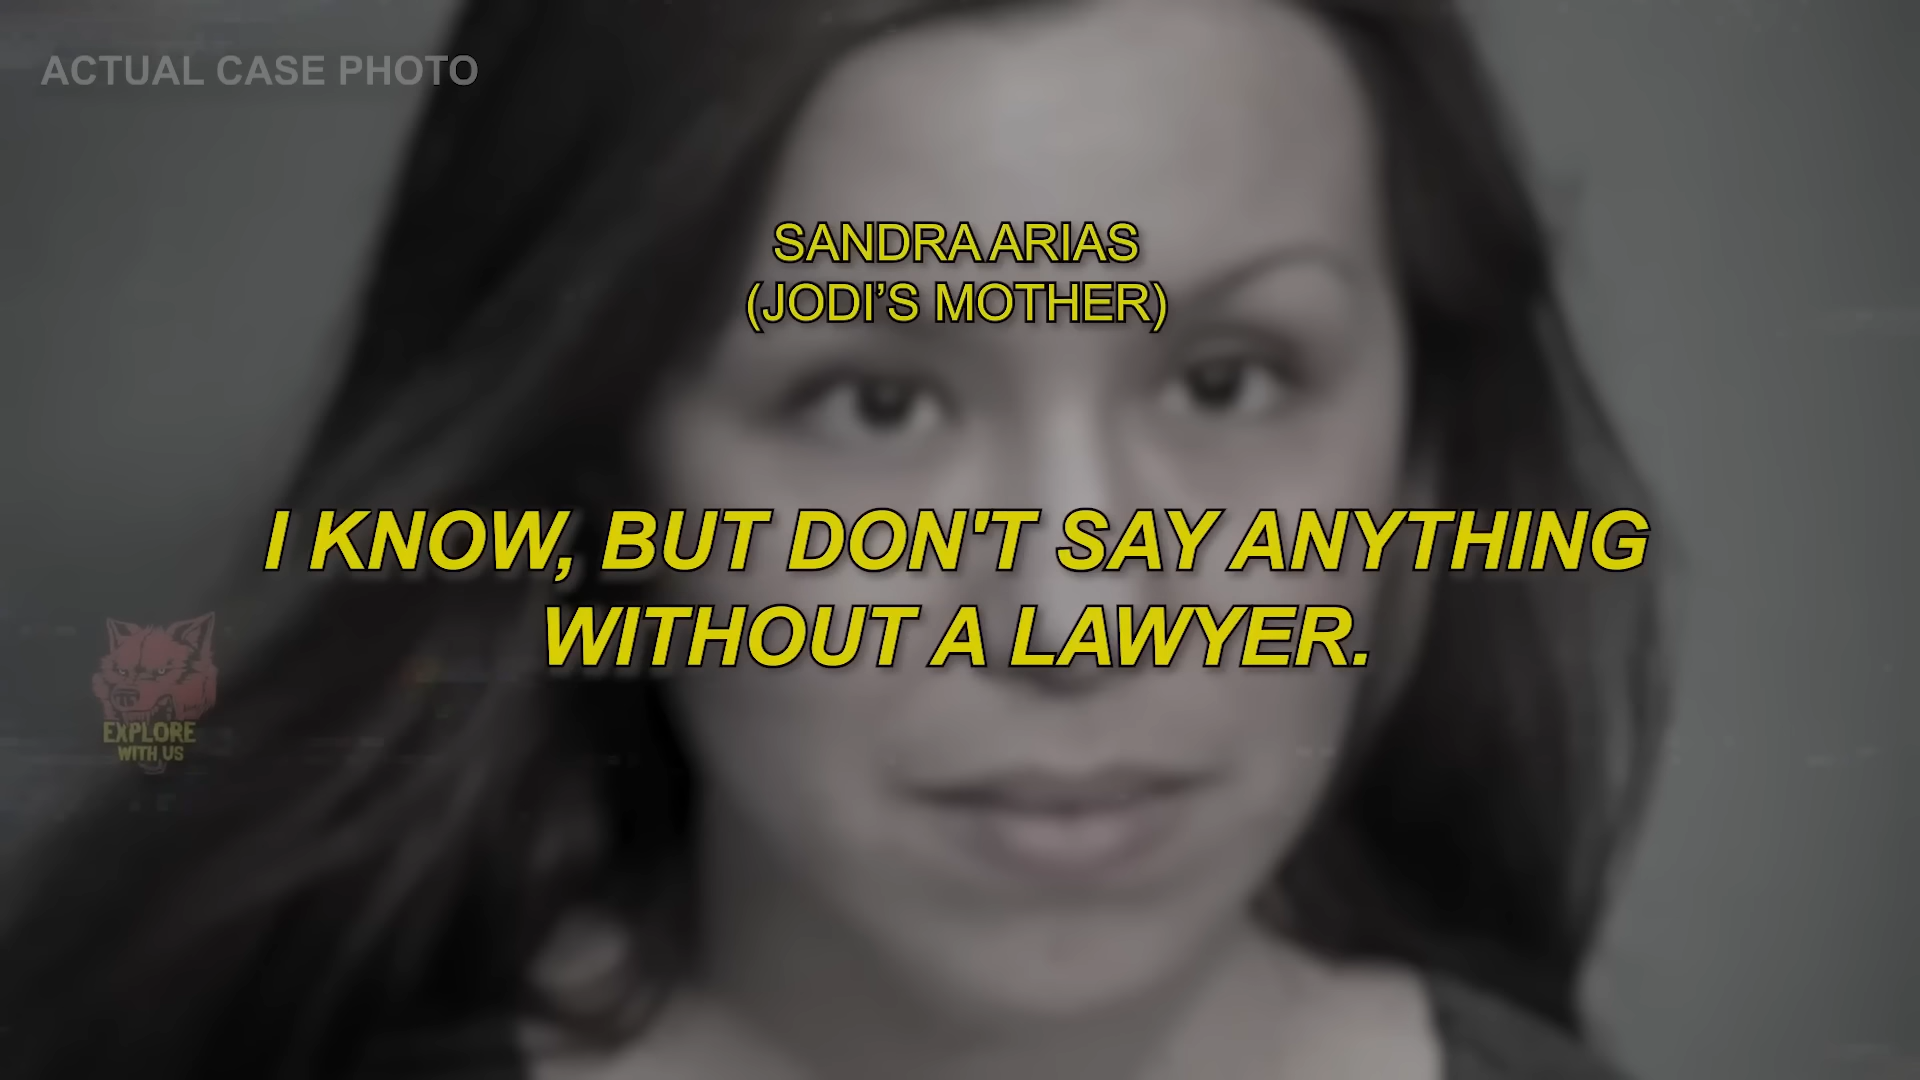 ACTUAL CASE PHOTO
SANDRA ARIAS
(JODI’S MOTHER)
I KNOW, BUT DON'T SAY ANYTHING
WITHOUT A LAWYER.
EXPLORE
WITH US